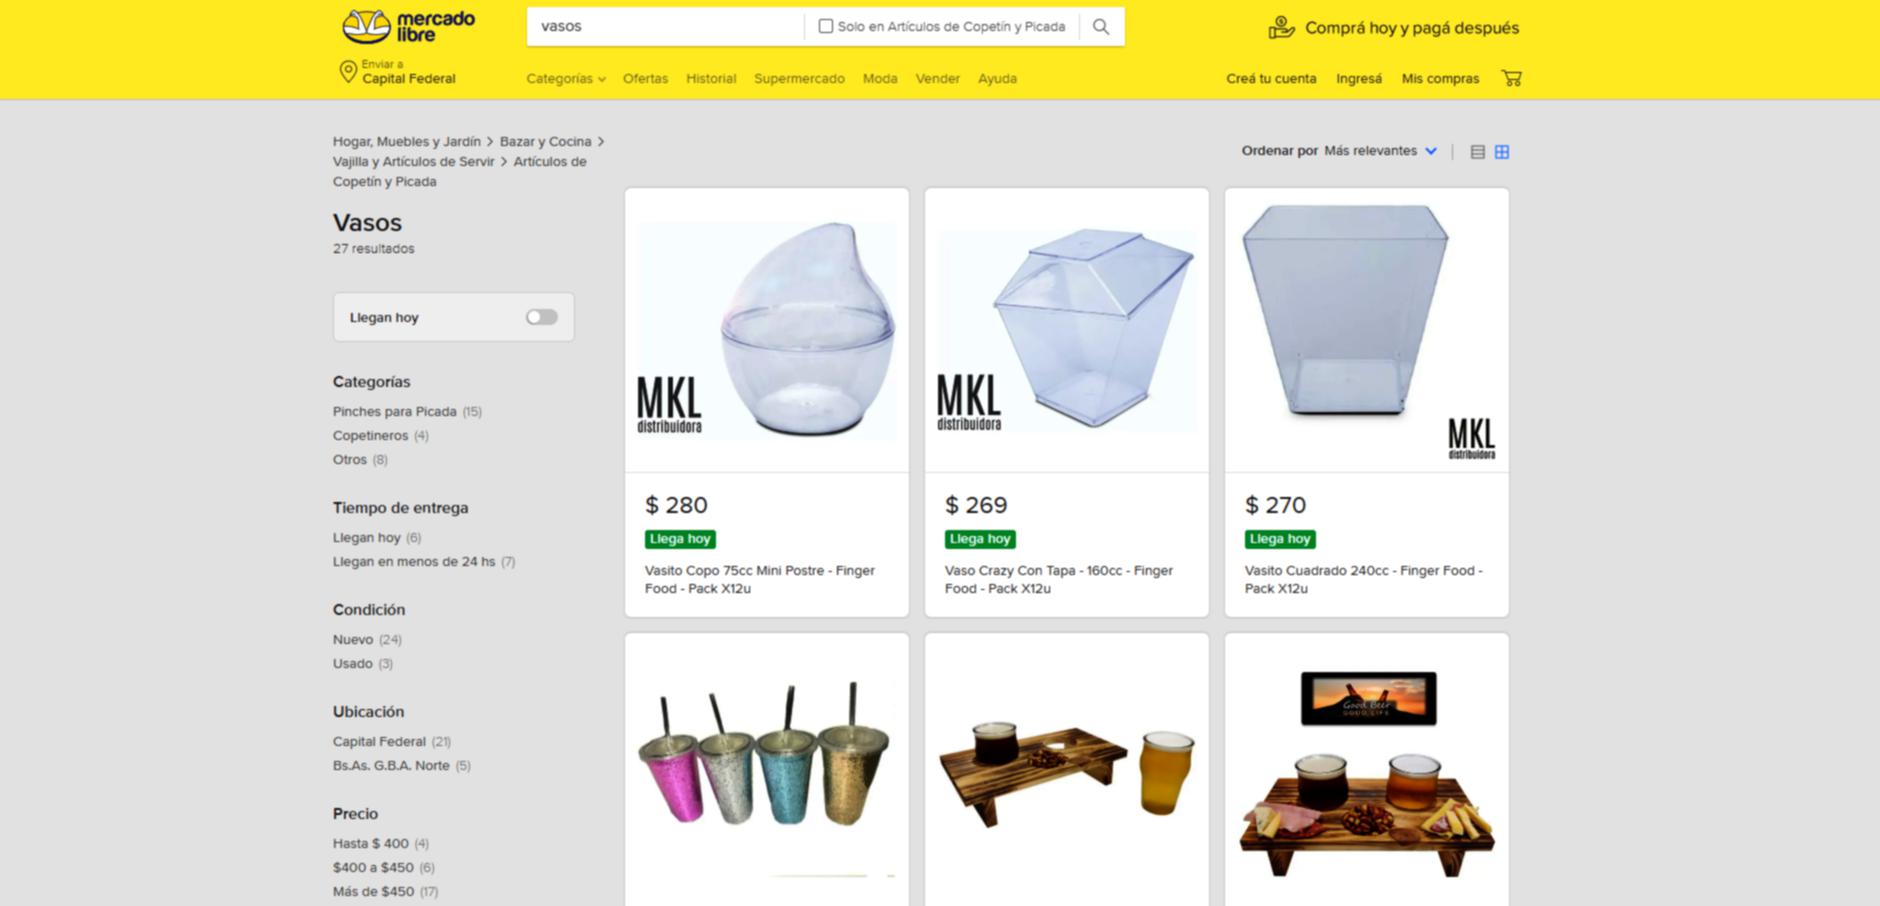 mercado
libre
vasos
Solo en Artículos de Copetín y Picada
Comprá hoy y pagá después
Enviar a
Capital Federal
Categorías Ofertas Historial Supermercado Moda Vender Ayuda
Creá tu cuenta Ingresá Mis compras
Hogar, Muebles y Jardín > Bazar y Cocina >
Vajilla y Artículos de Servir > Artículos de
Copetín y Picada
Ordenar por Más relevantes
Vasos
27 resultados
Llegan hoy
Categorías
Pinches para Picada (15)
Copetineros (4)
Otros (8)
Tiempo de entrega
Llegan hoy (6)
Llegan en menos de 24 hs (7)
Condición
Nuevo (24)
Usado (3)
Ubicación
Capital Federal (21)
Bs.As. G.B.A. Norte (5)
Precio
Hasta $ 400 (4)
$400 a $450 (6)
Más de $450 (17)
MKL
distribuidora
$ 280
Llega hoy
Vasito Copo 75cc Mini Postre - Finger
Food - Pack X12u
MKL
distribuidora
$ 269
Llega hoy
Vaso Crazy Con Tapa - 160cc - Finger
Food - Pack X12u
MKL
distribuidora
$ 270
Llega hoy
Vasito Cuadrado 240cc - Finger Food -
Pack X12u
Good Beer
GOOD LIFE